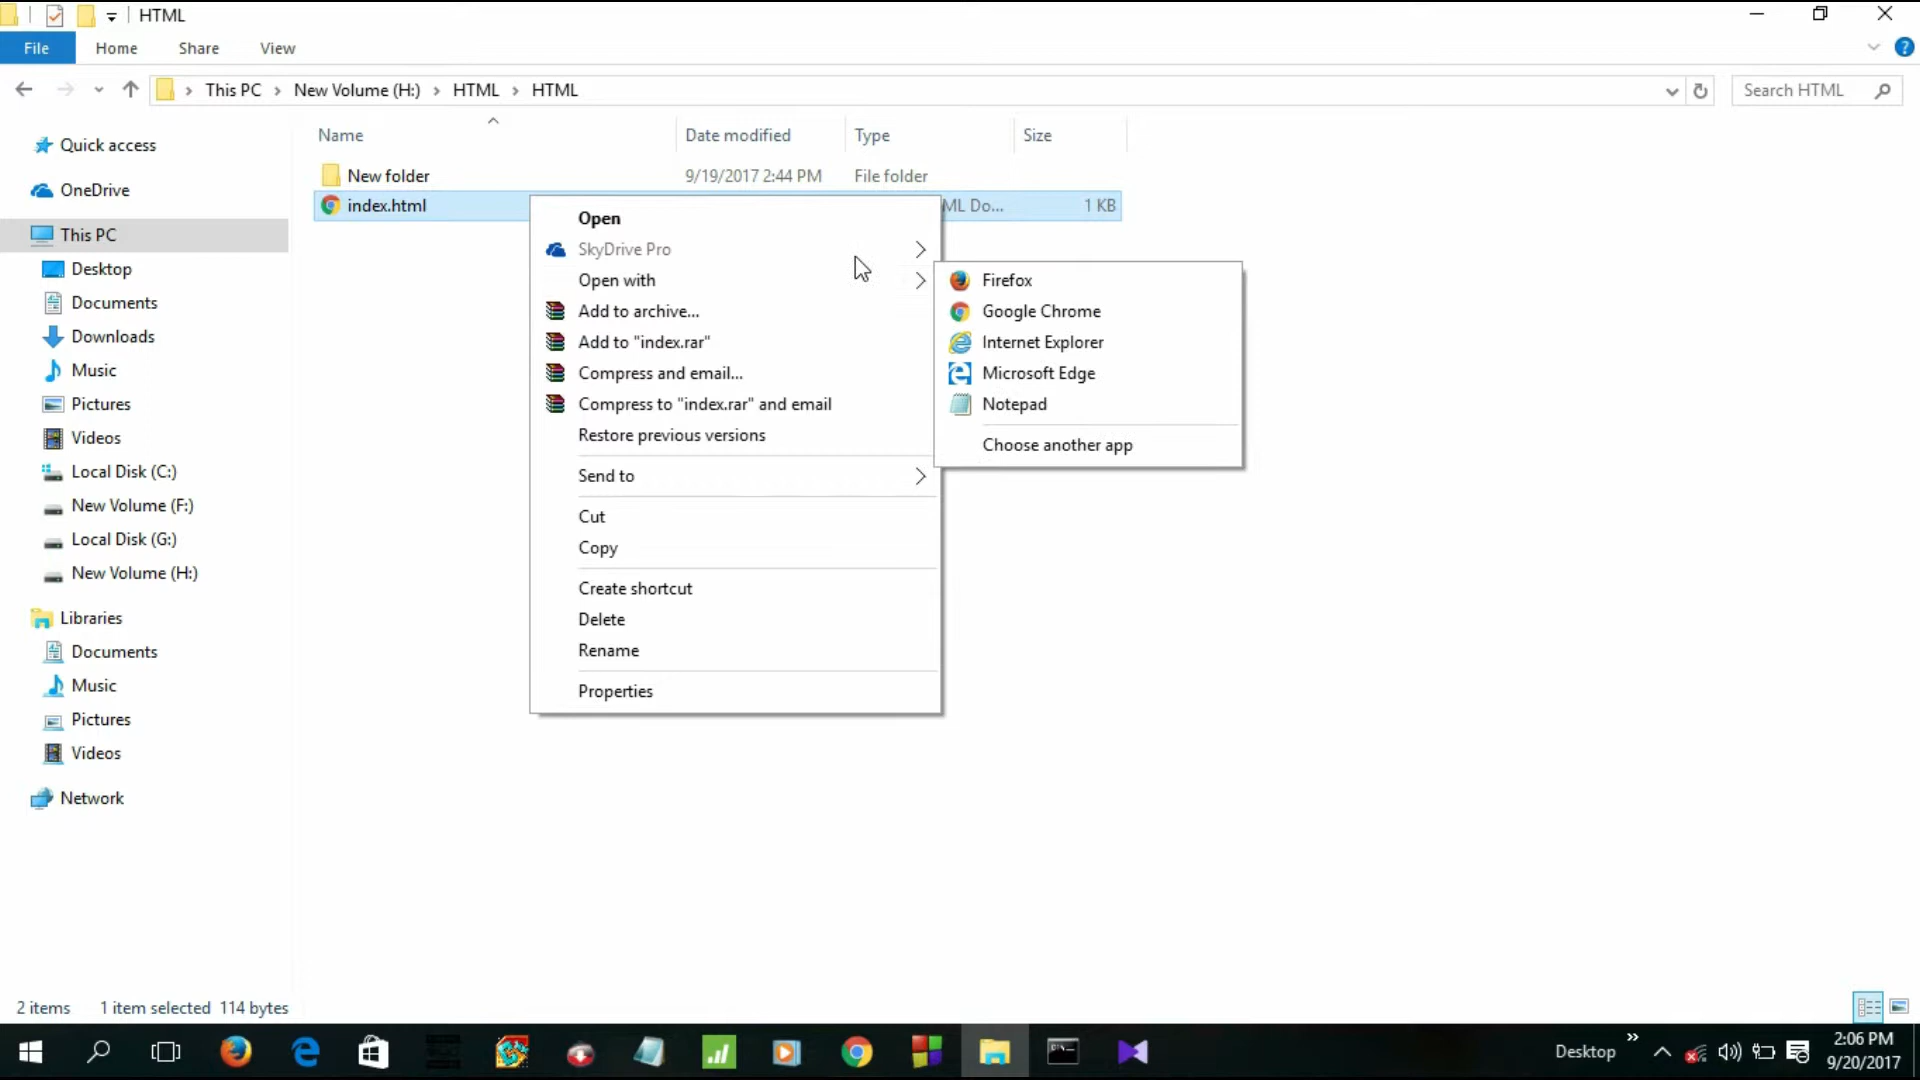 HTML
File Home Share View
This PC New Volume (H:) HTML HTML
Search HTML
Name Date modified Type Size
New folder 9/19/2017 2:44 PM File folder
index.html ML Do... 1 KB
Quick access
OneDrive
This PC
Desktop
Documents
Downloads
Music
Pictures
Videos
Local Disk (C:)
New Volume (F:)
Local Disk (G:)
New Volume (H:)
Libraries
Documents
Music
Pictures
Videos
Network
Open
SkyDrive Pro
Open with
Add to archive...
Add to "index.rar"
Compress and email...
Compress to "index.rar" and email
Restore previous versions
Send to
Cut
Copy
Create shortcut
Delete
Rename
Properties
Firefox
Google Chrome
Internet Explorer
Microsoft Edge
Notepad
Choose another app
2 items 1 item selected 114 bytes
Desktop
2:06 PM
9/20/2017